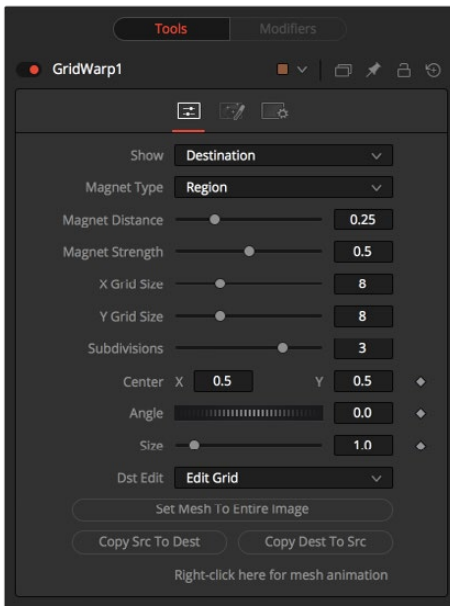 Tools Modifiers
GridWarp1
Show Destination
Magnet Type Region
Magnet Distance 0.25
Magnet Strength 0.5
X Grid Size 8
Y Grid Size 8
Subdivisions 3
Center X 0.5 Y 0.5
Angle 0.0
Size 1.0
Dst Edit Edit Grid
Set Mesh To Entire Image
Copy Src To Dest Copy Dest To Src
Right-click here for mesh animation